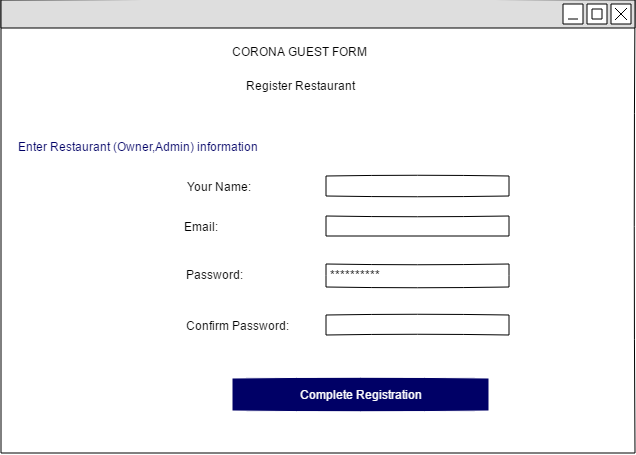 CORONA GUEST FORM
Register Restaurant
Enter Restaurant (Owner,Admin) information
Your Name:
Email:
Password: **********
Confirm Password:
Complete Registration